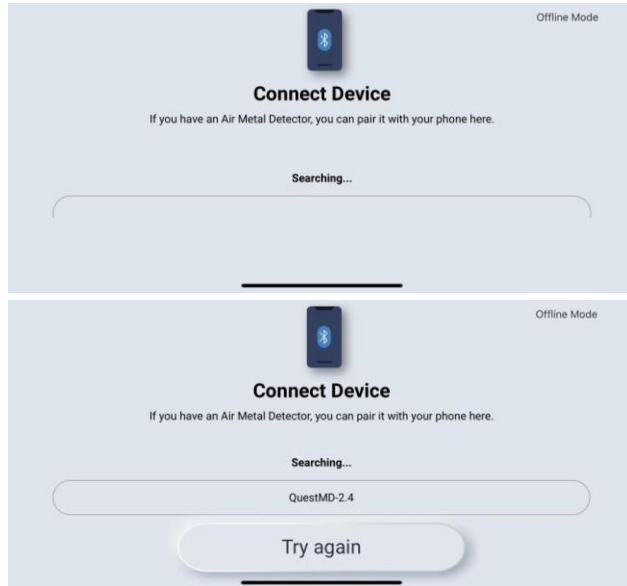 Offline Mode
Connect Device
If you have an Air Metal Detector, you can pair it with your phone here.
Searching...
Offline Mode
Connect Device
If you have an Air Metal Detector, you can pair it with your phone here.
Searching...
QuestMD-2.4
Try again